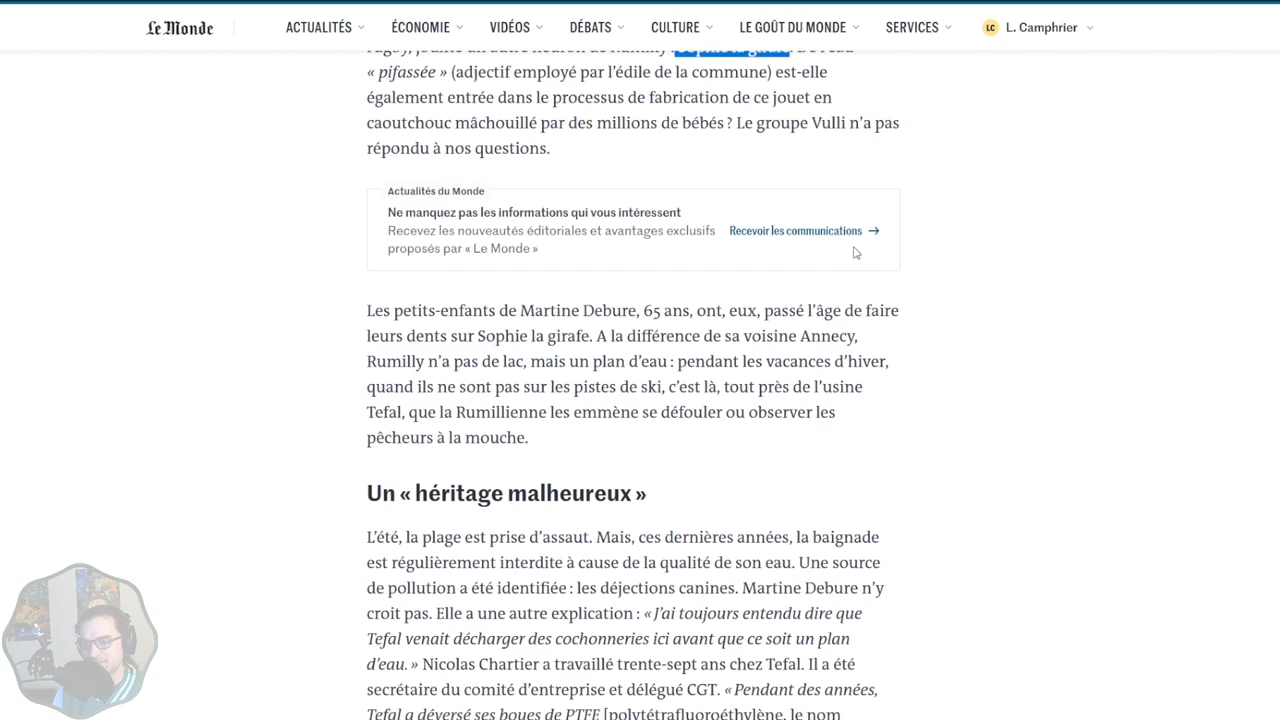 Le Monde
ACTUALITÉS
ÉCONOMIE
VIDÉOS
DÉBATS
CULTURE
LE GOÛT DU MONDE
SERVICES
LC
L. Camphrier
« pifassée » (adjectif employé par l’édile de la commune) est-elle
également entrée dans le processus de fabrication de ce jouet en
caoutchouc mâchouillé par des millions de bébés ? Le groupe Vulli n’a pas
répondu à nos questions.
Actualités du Monde
Ne manquez pas les informations qui vous intéressent
Recevez les nouveautés éditoriales et avantages exclusifs
proposés par « Le Monde »
Recevoir les communications →
Les petits-enfants de Martine Debure, 65 ans, ont, eux, passé l’âge de faire
leurs dents sur Sophie la girafe. A la différence de sa voisine Annecy,
Rumilly n’a pas de lac, mais un plan d’eau : pendant les vacances d’hiver,
quand ils ne sont pas sur les pistes de ski, c’est là, tout près de l’usine
Tefal, que la Rumillienne les emmène se défouler ou observer les
pêcheurs à la mouche.
Un « héritage malheureux »
L’été, la plage est prise d’assaut. Mais, ces dernières années, la baignade
est régulièrement interdite à cause de la qualité de son eau. Une source
de pollution a été identifiée : les déjections canines. Martine Debure n’y
croit pas. Elle a une autre explication : « J’ai toujours entendu dire que
Tefal venait décharger des cochonneries ici avant que ce soit un plan
d’eau. » Nicolas Chartier a travaillé trente-sept ans chez Tefal. Il a été
secrétaire du comité d’entreprise et délégué CGT. « Pendant des années,
Tefal a déversé ses boues de PTFE [polytétrafluoroéthylène, le nom